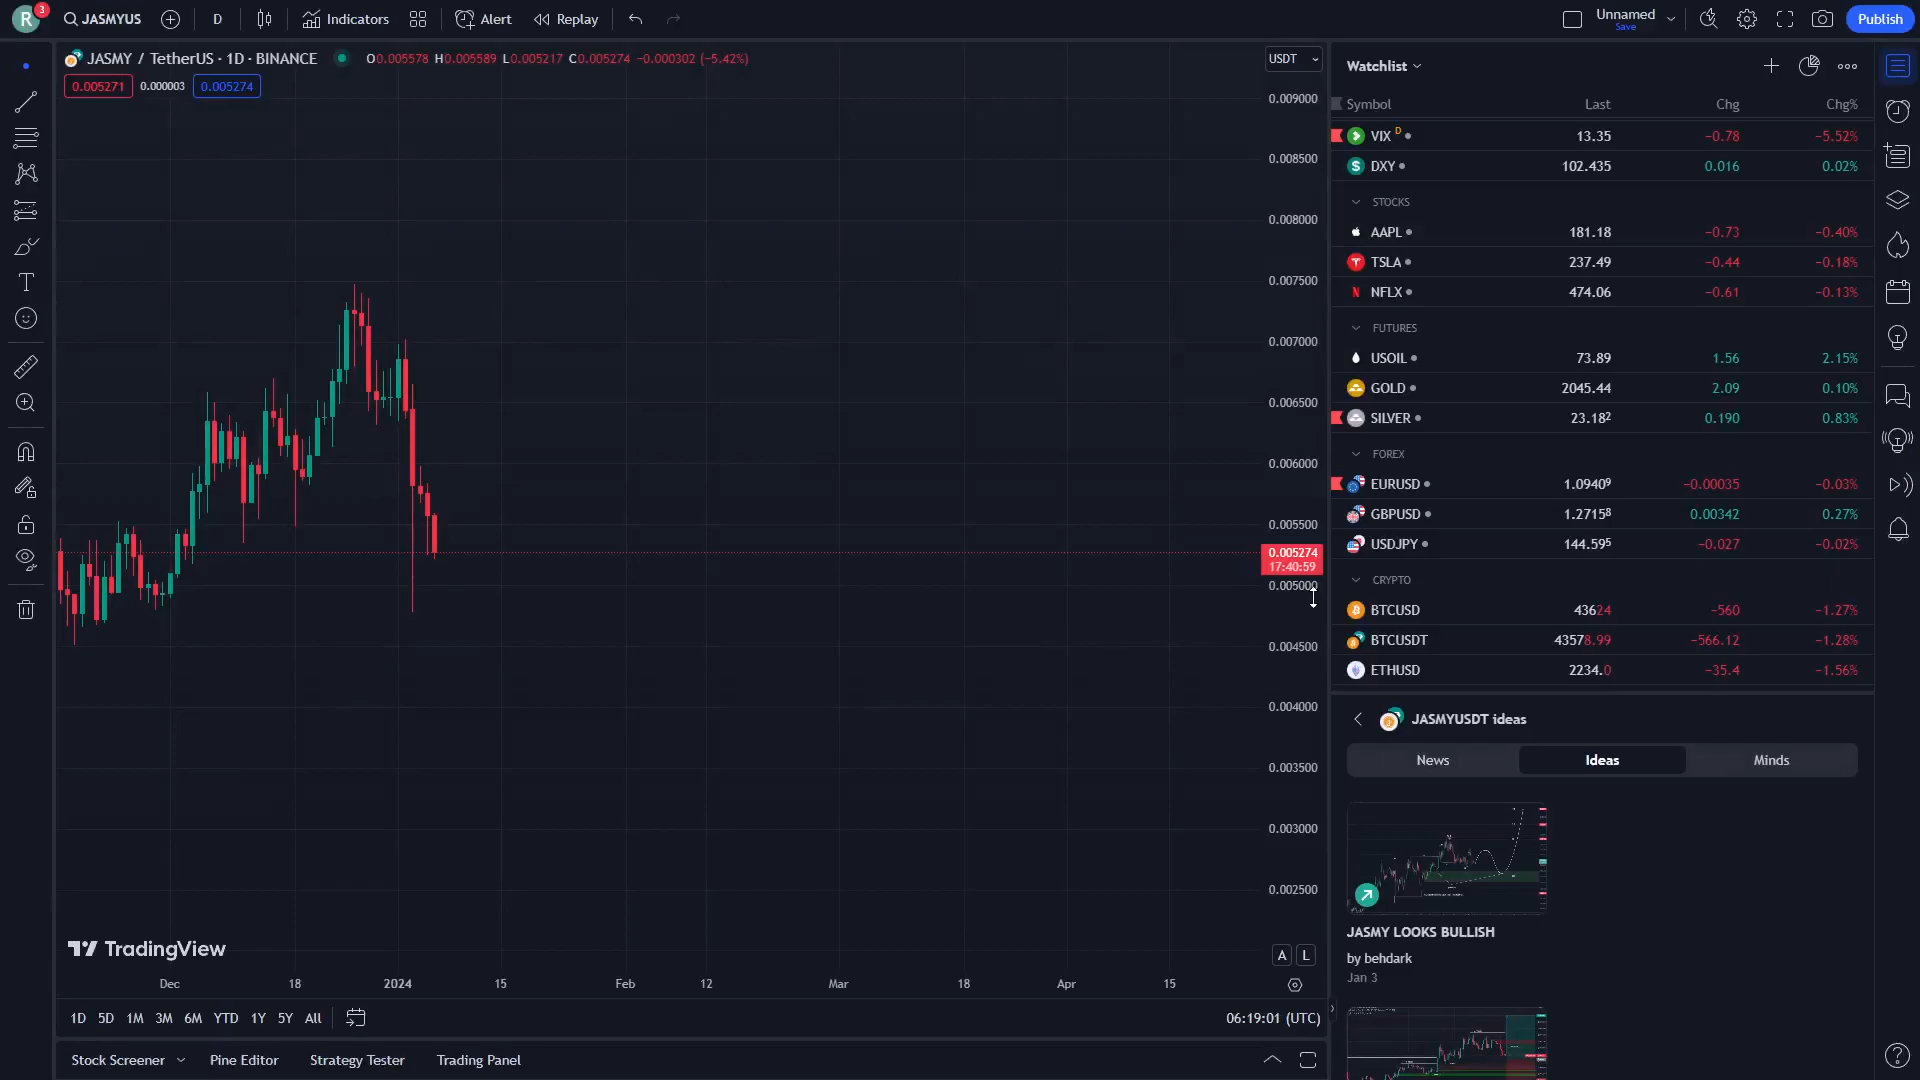 R 3 JASMYUS D Indicators Alert Replay Unnamed Save Publish
JASMY / TetherUS · 1D · BINANCE O0.005578 H0.005589 L0.005217 C0.005274 −0.000302 (−5.42%) USDT
0.005271 0.000003 0.005274
0.009000
0.008500
0.008000
0.007500
0.007000
0.006500
0.006000
0.005500
0.005274
17:40:59
0.005000
0.004500
0.004000
0.003500
0.003000
0.002500
TradingView
A L
Dec 18 2024 15 Feb 12 Mar 18 Apr 15
1D 5D 1M 3M 6M YTD 1Y 5Y All 06:19:01 (UTC)
Stock Screener Pine Editor Strategy Tester Trading Panel
Watchlist
Symbol Last Chg Chg%
VIX D 13.35 −0.78 −5.52%
DXY 102.435 0.016 0.02%
STOCKS
AAPL 181.18 −0.73 −0.40%
TSLA 237.49 −0.44 −0.18%
NFLX 474.06 −0.61 −0.13%
FUTURES
USOIL 73.89 1.56 2.15%
GOLD 2045.44 2.09 0.10%
SILVER 23.18² 0.190 0.83%
FOREX
EURUSD 1.0940⁹ −0.00035 −0.03%
GBPUSD 1.2715⁸ 0.00342 0.27%
USDJPY 144.59⁵ −0.027 −0.02%
CRYPTO
BTCUSD 43624 −560 −1.27%
BTCUSDT 43578.99 −566.12 −1.28%
ETHUSD 2234.0 −35.4 −1.56%
JASMYUSDT ideas
News Ideas Minds
JASMY LOOKS BULLISH
by behdark
Jan 3